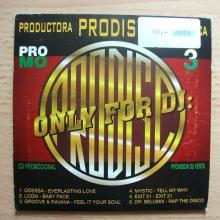 PRODUCTORA PRODIS
PRO
MO
3
PRODISC
ONLY FOR DJ:
CD PROMOCIONAL
PROHIBIDA SU VENTA
1. ODESSA - EVERLASTING LOVE
2. LOOM - BABY FACE
3. GROOVE & RAVANA - FEEL IT YOUR SOUL
4. MYSTIC - TELL MY WHY
5. EXIT 21 - EXIT 21
6. DR. BELUMIX - RAP THE DISCO